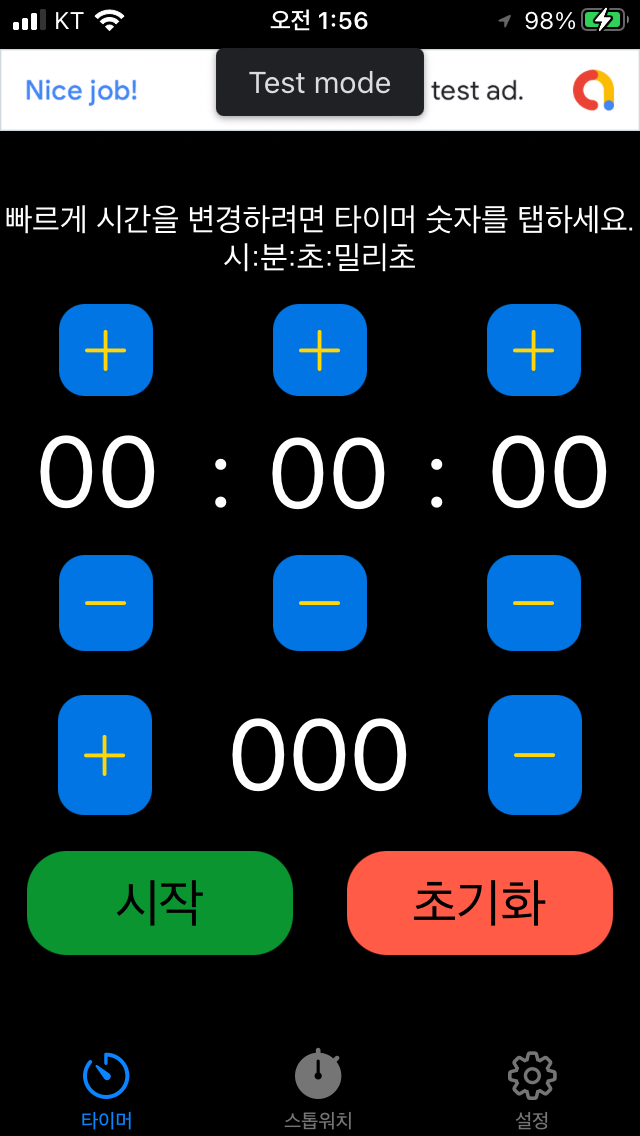 KT 오전 1:56 98%
Nice job! Test mode test ad.
빠르게 시간을 변경하려면 타이머 숫자를 탭하세요.
시:분:초:밀리초
+ + +
00 : 00 : 00
— — —
+ 000 —
시작 초기화
타이머 스톱워치 설정